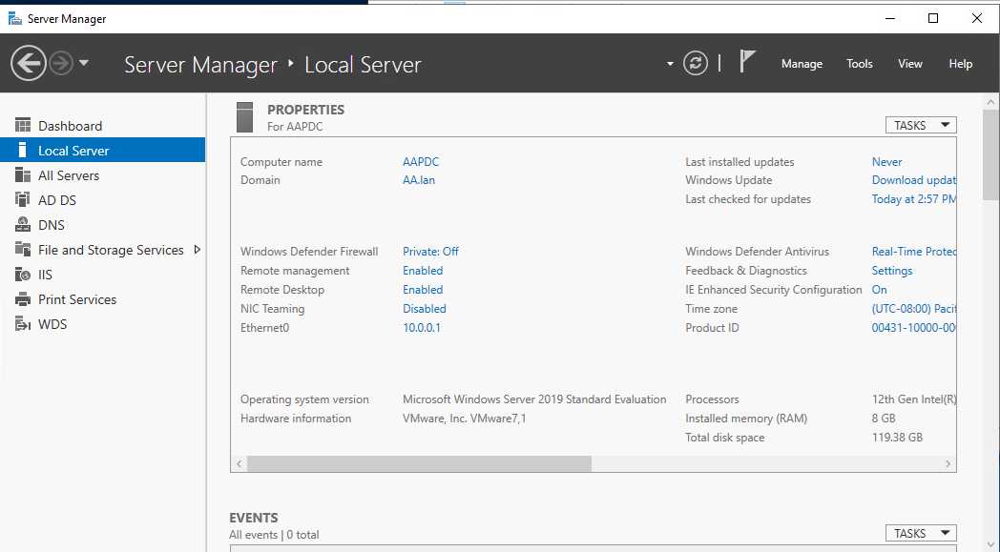 Server Manager
Server Manager ‣ Local Server
Manage Tools View Help
Dashboard
Local Server
All Servers
AD DS
DNS
File and Storage Services
IIS
Print Services
WDS
PROPERTIES
For AAPDC
TASKS
Computer name AAPDC
Domain AA.lan
Last installed updates Never
Windows Update Download updat
Last checked for updates Today at 2:57 PM
Windows Defender Firewall Private: Off
Remote management Enabled
Remote Desktop Enabled
NIC Teaming Disabled
Ethernet0 10.0.0.1
Windows Defender Antivirus Real-Time Protec
Feedback & Diagnostics Settings
IE Enhanced Security Configuration On
Time zone (UTC-08:00) Pacif
Product ID 00431-10000-00
Operating system version Microsoft Windows Server 2019 Standard Evaluation
Hardware information VMware, Inc. VMware7,1
Processors 12th Gen Intel(R)
Installed memory (RAM) 8 GB
Total disk space 119.38 GB
EVENTS
All events | 0 total
TASKS